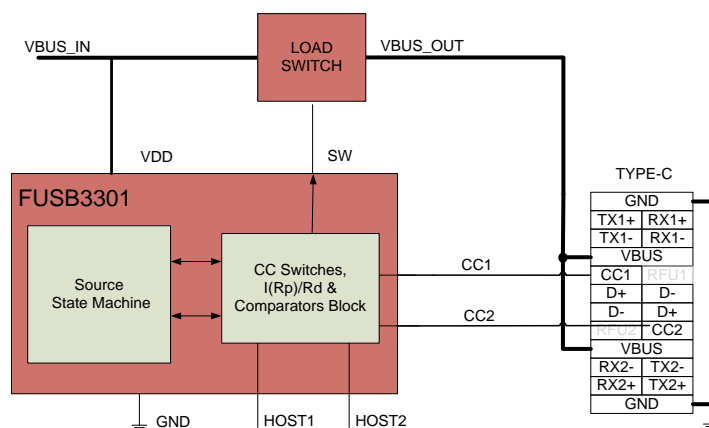 LOAD
SWITCH
VBUS_IN
VBUS_OUT
VDD
SW
FUSB3301
Source
State Machine
CC Switches,
I(Rp)/Rd &
Comparators Block
CC1
CC2
GND
HOST1
HOST2
TYPE-C
GND
TX1+ RX1+
TX1- RX1-
VBUS
CC1 RFU1
D+ D-
D- D+
RFU2 CC2
VBUS
RX2- TX2-
RX2+ TX2+
GND